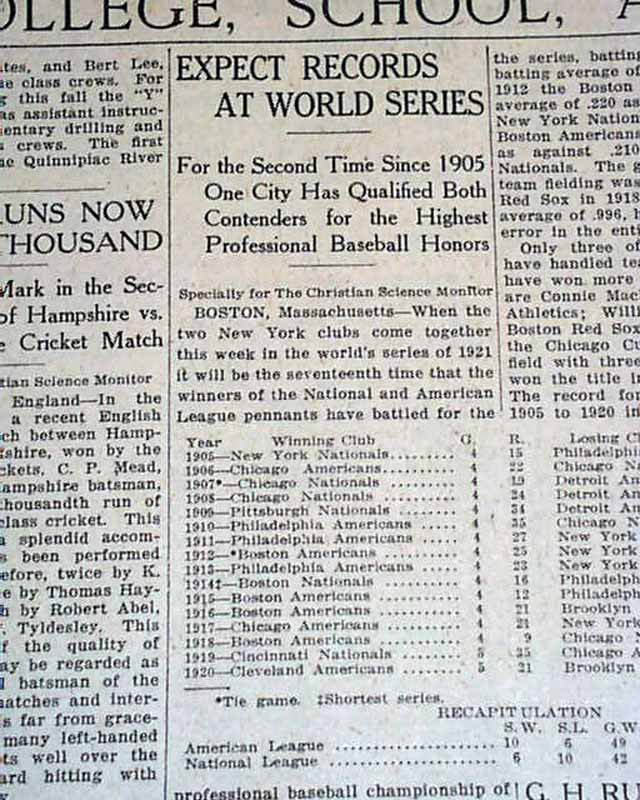 OLLEGE, SCHOOL, A
ates, and Bert Lee,
e class crews. For
g this fall the "Y"
as assistant instruc-
entary drilling and
s crews. The first
he Quinnipiac River
RUNS NOW
THOUSAND
Mark in the Sec-
of Hampshire vs.
e Cricket Match
tian Science Monitor
England—In the
a recent English
ch between Hamp-
shire, won by the
ckets, C. P. Mead,
ampshire batsman,
thousandth run of
class cricket. This
a splendid accom-
s been performed
efore, twice by K.
e by Thomas Hay-
h by Robert Abel,
. Tyldesley. This
f the quality of
ay be regarded as
l batsman of the
matches and inter-
s far from grace-
many left-handed
ts well over the
ard hitting with
EXPECT RECORDS
AT WORLD SERIES
For the Second Time Since 1905
One City Has Qualified Both
Contenders for the Highest
Professional Baseball Honors
Specially for The Christian Science Monitor
BOSTON, Massachusetts—When the
two New York clubs come together
this week in the world's series of 1921
it will be the seventeenth time that the
winners of the National and American
League pennants have battled for the
the series, batting
batting average of
1912 the Boston
average of .220 as
New York Nation
Boston Americans
as against .210
Nationals. The g
team fielding was
Red Sox in 1918
average of .996, h
error in the enti
Only three of
have handled tea
have won more
are Connie Mac
Athletics; Willi
Boston Red Sox
the Chicago Cu
field with three
won the title in
The record for
1905 to 1920 in
Year Winning Club G. R. Losing Cl
1905—New York Nationals........ 4 15 Philadelphi
1906—Chicago Americans......... 4 22 Chicago N
1907*—Chicago Nationals ....... 4 19 Detroit An
1908—Chicago Nationals ........ 4 24 Detroit Am
1909—Pittsburgh Nationals ..... 4 34 Detroit Am
1910—Philadelphia Americans ..... 4 35 Chicago N
1911—Philadelphia Americans ..... 4 27 New York
1912—*Boston Americans ........ 4 25 New York
1913—Philadelphia Americans ..... 4 23 New York
1914‡—Boston Nationals ........ 4 16 Philadelph
1915—Boston Americans ......... 4 12 Philadelp
1916—Boston Americans ......... 4 21 Brooklyn
1917—Chicago Americans ........ 4 21 New York
1918—Boston Americans ......... 4 9 Chicago
1919—Cincinnati Nationals ..... 5 35 Chicago A
1920—Cleveland Americans ...... 5 21 Brooklyn
*Tie game. ‡Shortest series.
RECAPITULATION
S.W. S.L. G.W
American League .................. 10 6 49
National League .................. 6 10 42
professional baseball championship of
G. H. RU